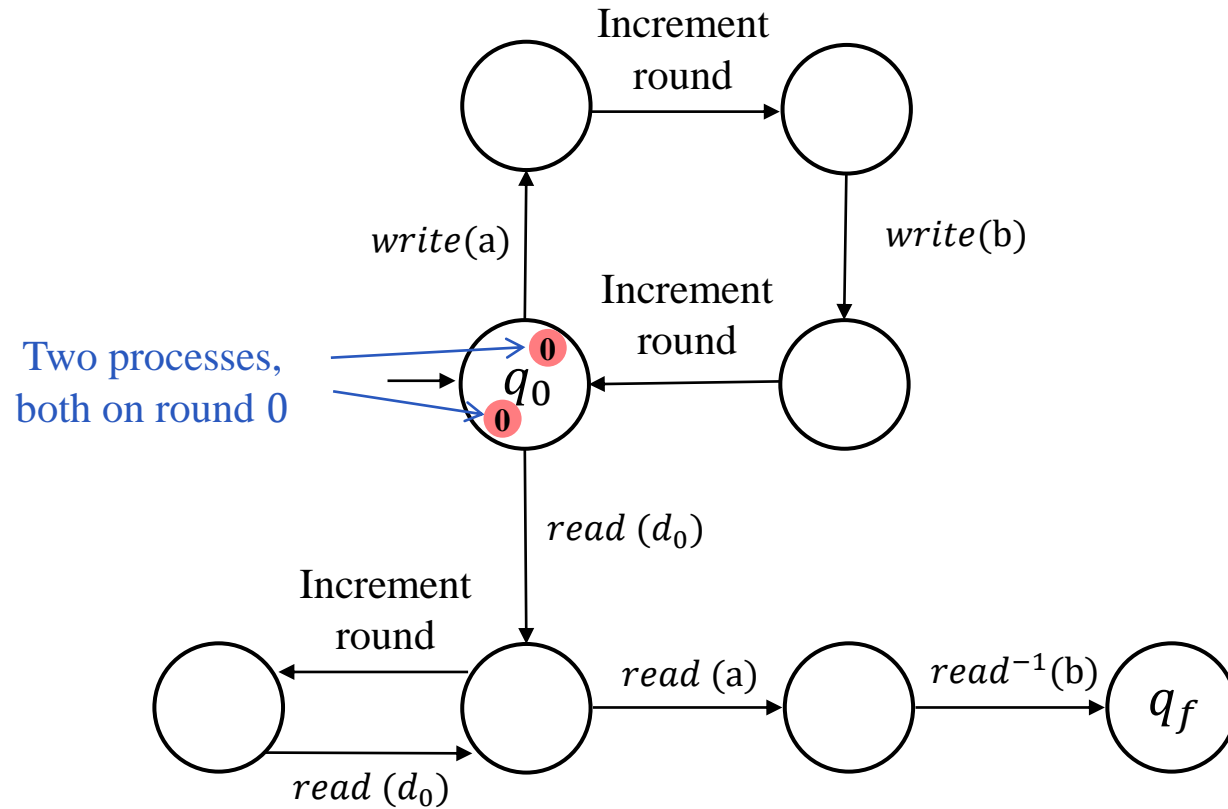 Increment
round
write(a)
write(b)
Increment
round
Two processes,
both on round 0
0
q₀
0
read (d₀)
Increment
round
read (a)
read⁻¹(b)
q_f
read (d₀)